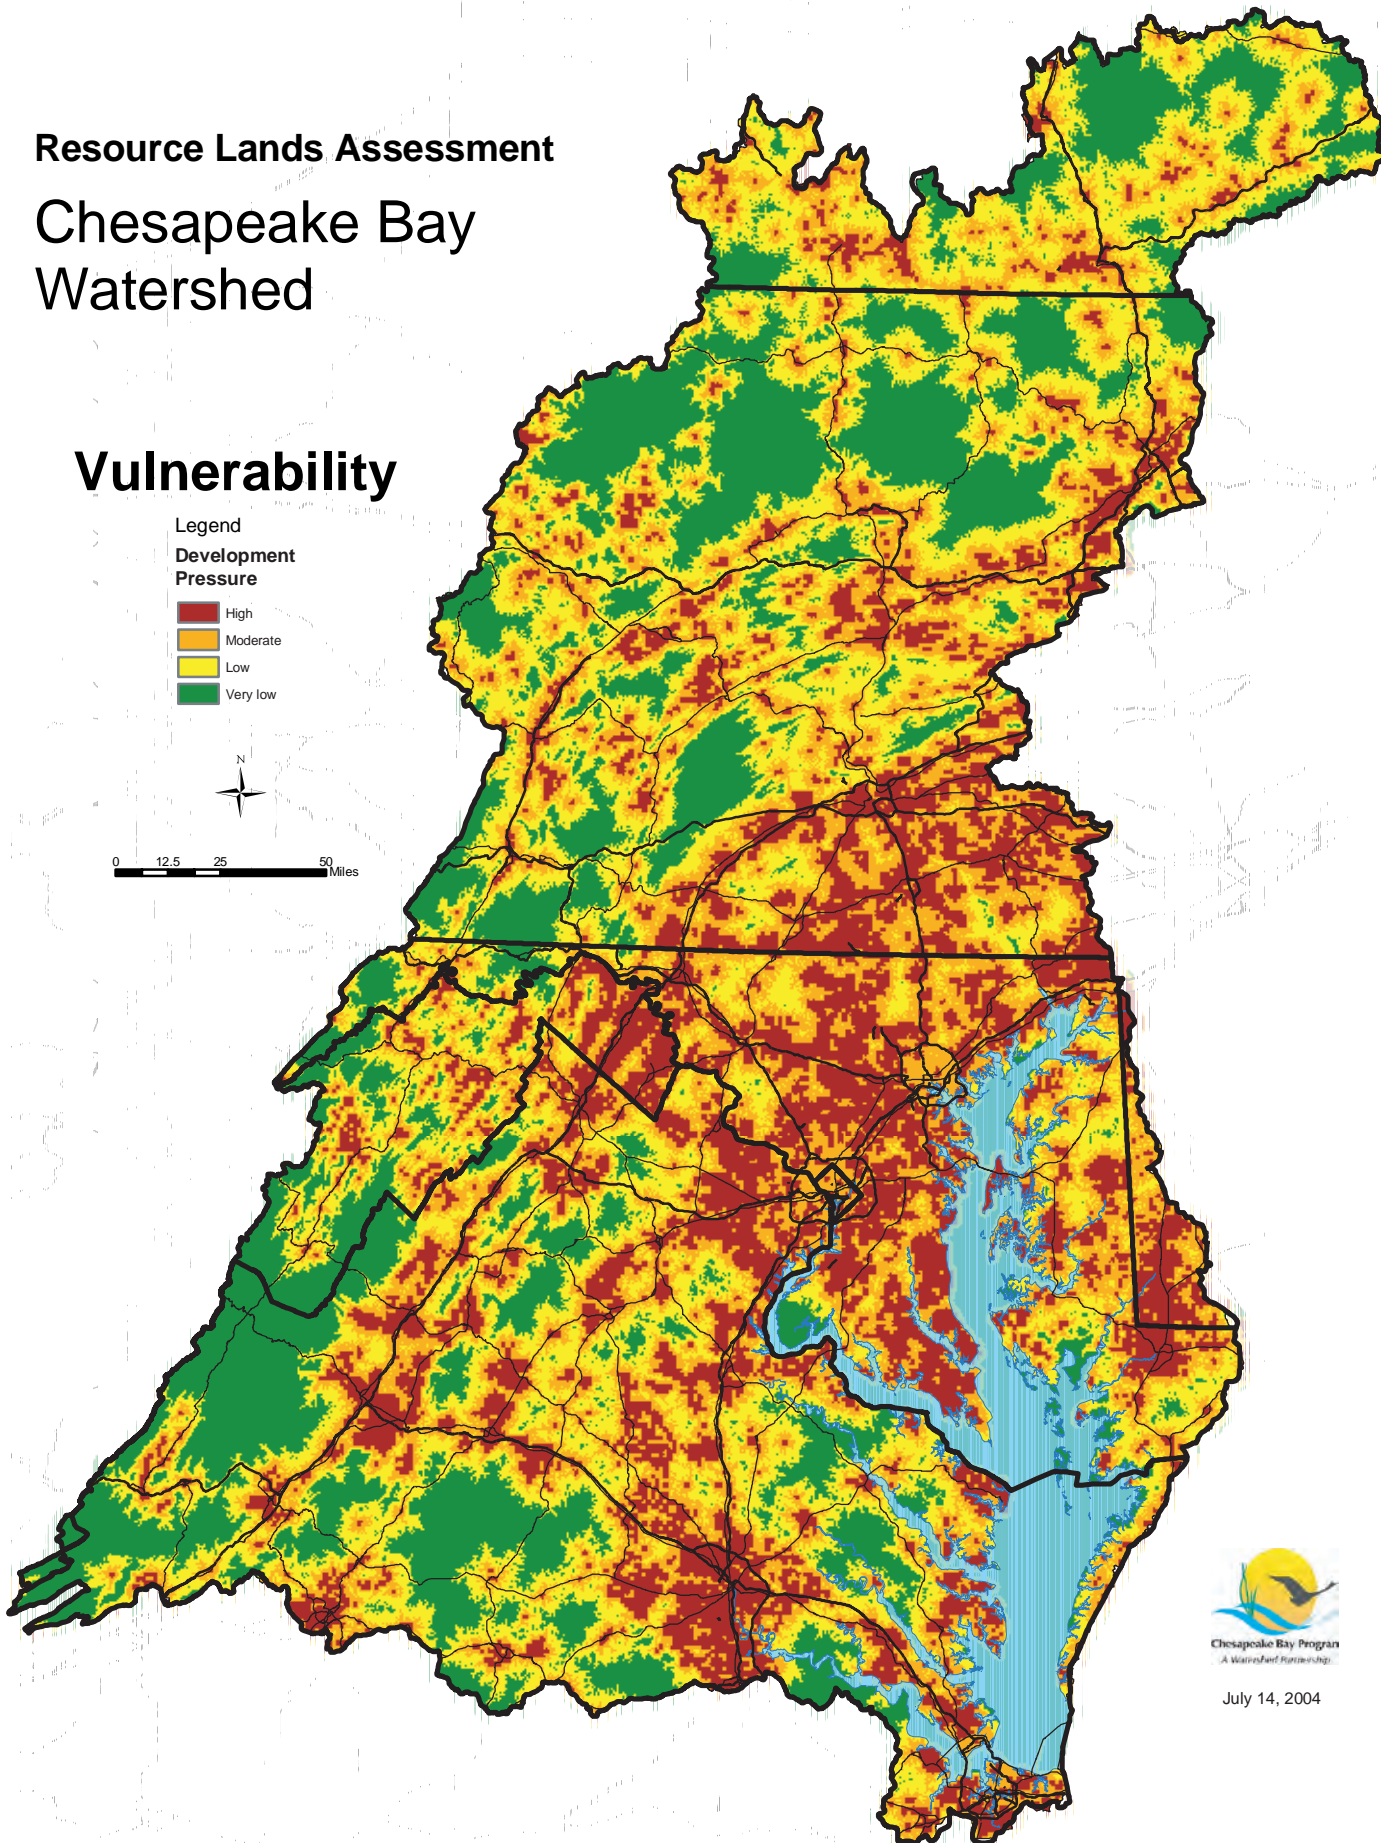 Resource Lands Assessment
Chesapeake Bay
Watershed
Vulnerability
Legend
Development
Pressure
High
Moderate
Low
Very low
N
0 12.5 25 50
Miles
Chesapeake Bay Program
A Watershed Partnership
July 14, 2004